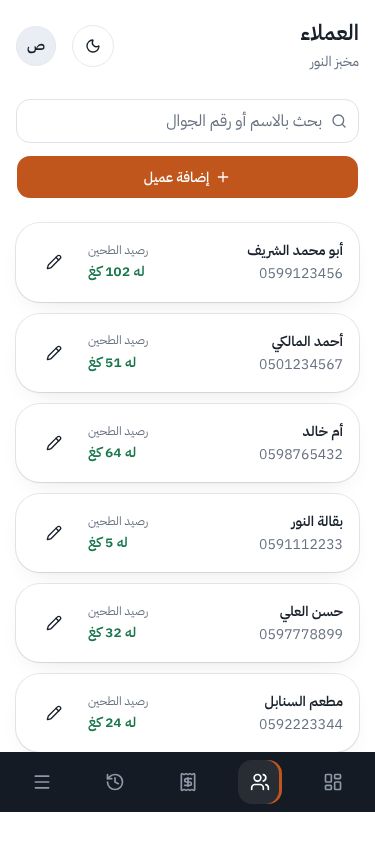 العملاء
مخبز النور
ص
بحث بالاسم أو رقم الجوال
إضافة عميل
أبو محمد الشريف
0599123456
رصيد الطحين
له 102 كغ
أحمد المالكي
0501234567
رصيد الطحين
له 51 كغ
أم خالد
0598765432
رصيد الطحين
له 64 كغ
بقالة النور
0591112233
رصيد الطحين
له 5 كغ
حسن العلي
0597778899
رصيد الطحين
له 32 كغ
مطعم السنابل
0592223344
رصيد الطحين
له 24 كغ